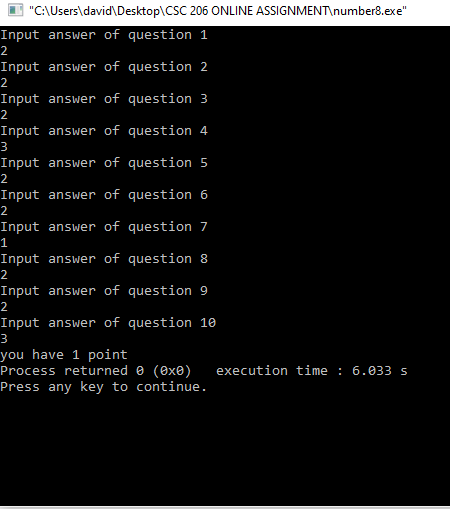 "C:\Users\david\Desktop\CSC 206 ONLINE ASSIGNMENT\number8.exe"
Input answer of question 1
2
Input answer of question 2
2
Input answer of question 3
2
Input answer of question 4
3
Input answer of question 5
2
Input answer of question 6
2
Input answer of question 7
1
Input answer of question 8
2
Input answer of question 9
2
Input answer of question 10
3
you have 1 point
Process returned 0 (0x0)   execution time : 6.033 s
Press any key to continue.